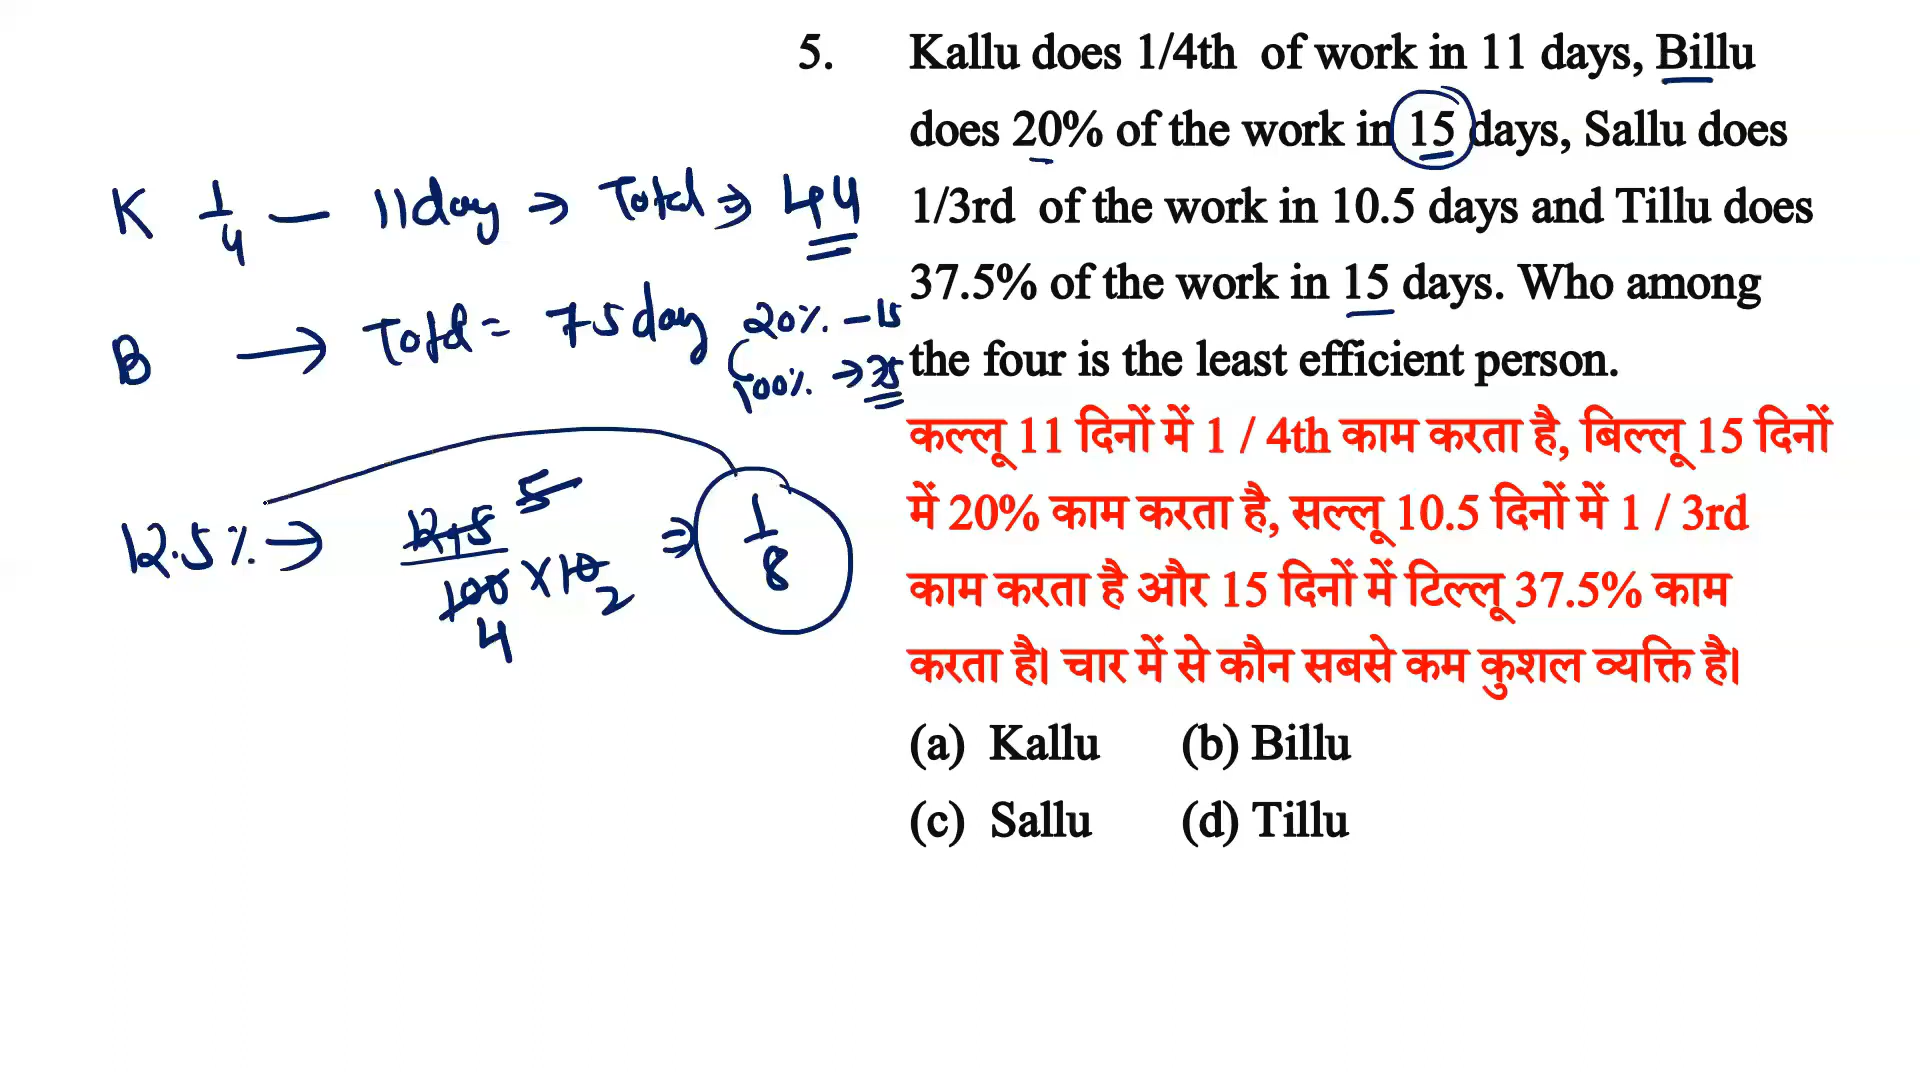 5. Kallu does 1/4th of work in 11 days, Billu
does 20% of the work in 15 days, Sallu does
1/3rd of the work in 10.5 days and Tillu does
37.5% of the work in 15 days. Who among
the four is the least efficient person.
कल्लू 11 दिनों में 1 / 4th काम करता है, बिल्लू 15 दिनों
में 20% काम करता है, सल्लू 10.5 दिनों में 1 / 3rd
काम करता है और 15 दिनों में टिल्लू 37.5% काम
करता है। चार में से कौन सबसे कम कुशल व्यक्ति है।
(a) Kallu (b) Billu
(c) Sallu (d) Tillu
K 1/4 — 11day ⇒ Total ⇒ 44
B → Total = 75day
20% — 15
100% → 75
12.5% → 12.5/100 × 10 ⇒ 1/8
5
2
4